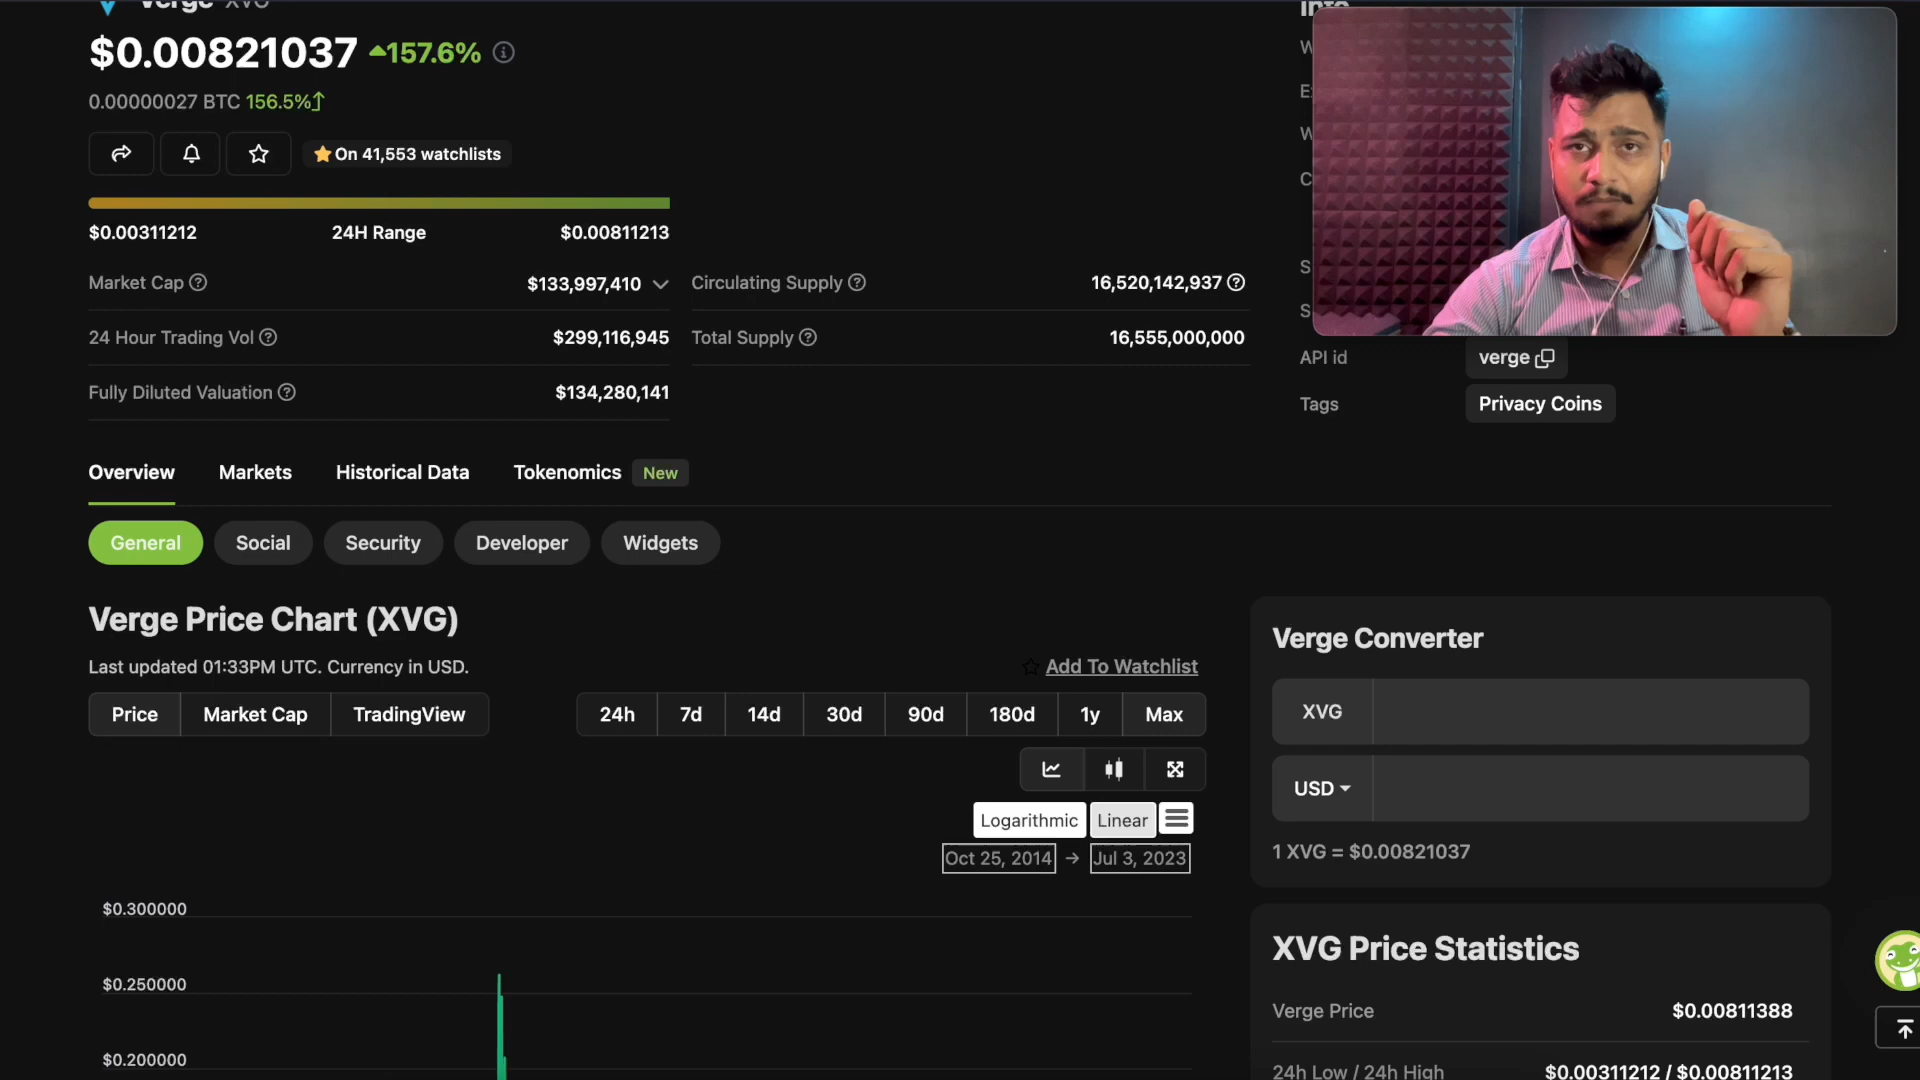 Verge XVG
$0.00821037 157.6%
0.00000027 BTC 156.5%
On 41,553 watchlists
$0.00311212 24H Range $0.00811213
Market Cap $133,997,410
24 Hour Trading Vol $299,116,945
Fully Diluted Valuation $134,280,141
Circulating Supply 16,520,142,937
Total Supply 16,555,000,000
Info
API id verge
Tags Privacy Coins
Overview Markets Historical Data Tokenomics New
General Social Security Developer Widgets
Verge Price Chart (XVG)
Last updated 01:33PM UTC. Currency in USD.
Add To Watchlist
Price Market Cap TradingView
24h 7d 14d 30d 90d 180d 1y Max
Logarithmic Linear
Oct 25, 2014 → Jul 3, 2023
$0.300000
$0.250000
$0.200000
Verge Converter
XVG
USD
1 XVG = $0.00821037
XVG Price Statistics
Verge Price $0.00811388
24h Low / 24h High $0.00311212 / $0.00811213